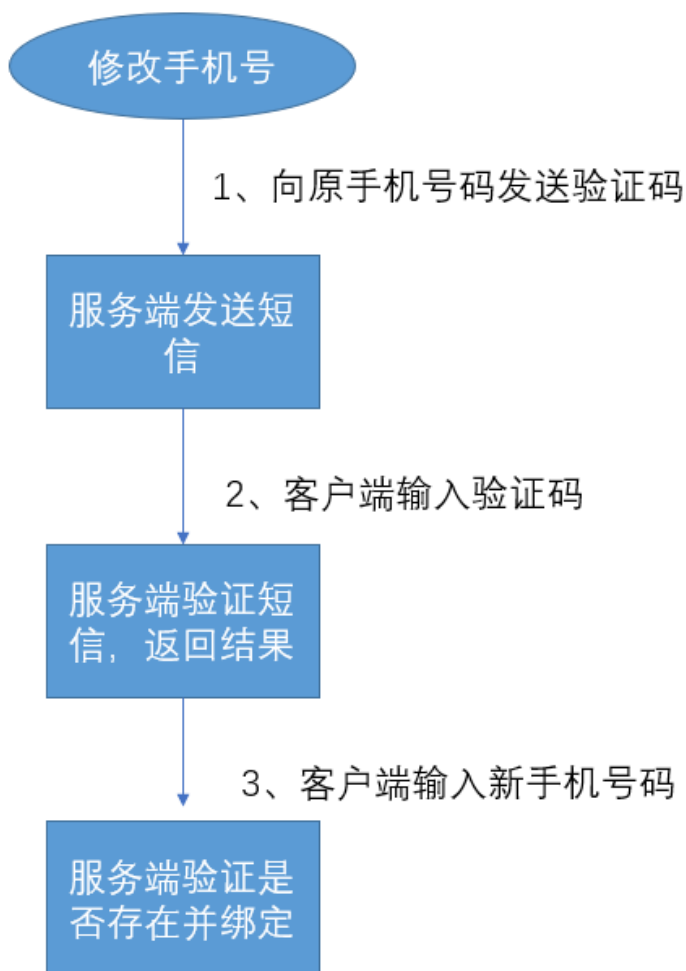 修改手机号
1、向原手机号码发送验证码
服务端发送短
信
2、客户端输入验证码
服务端验证短
信，返回结果
3、客户端输入新手机号码
服务端验证是
否存在并绑定